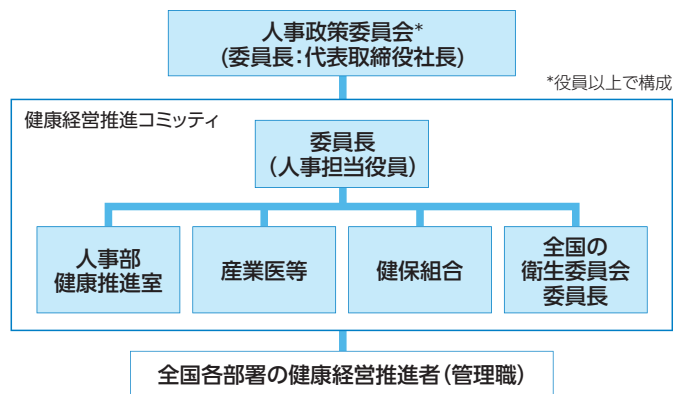 人事政策委員会*
(委員長:代表取締役社長)
*役員以上で構成
健康経営推進コミッティ
委員長
(人事担当役員)
人事部
健康推進室
産業医等
健保組合
全国の
衛生委員会
委員長
全国各部署の健康経営推進者(管理職)